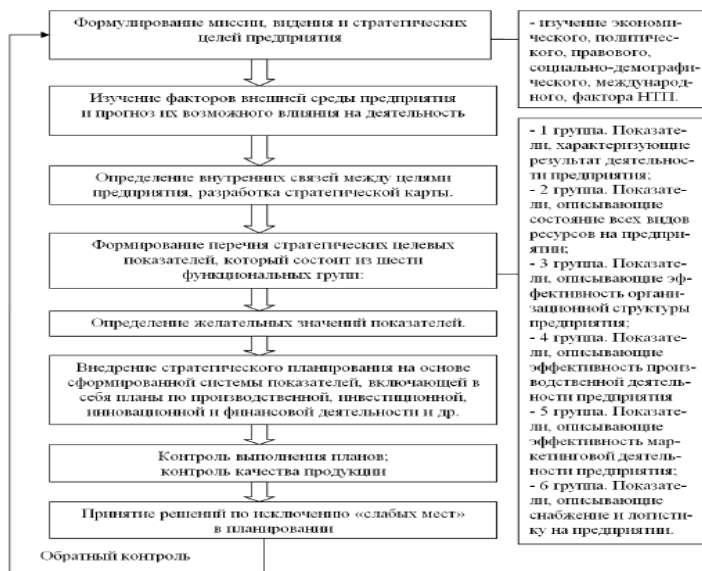 Формулирование миссии, видения и стратегических
целей предприятия
- изучение экономи-
ческого, политичес-
кого, правового,
социально-демографи-
ческого, международ-
ного, фактора НТП.
Изучение факторов внешней среды предприятия
и прогноз их возможного влияния на деятельность
Определение внутренних связей между целями
предприятия, разработка стратегической карты.
Формирование перечня стратегических целевых
показателей, который состоит из шести
функциональных групп:
- 1 группа. Показате-
ли, характеризующие
результат деятельнос-
ти предприятия;
- 2 группа. Показате-
ли, описывающие
состояние всех видов
ресурсов на предпри-
ятии;
- 3 группа. Показате-
ли, описывающие эф-
фективность органи-
зационной структуры
предприятия;
- 4 группа. Показате-
ли, описывающие
эффективность произ-
водственной деятель-
ности предприятия
- 5 группа. Показате-
ли, описывающие
эффективность мар-
кетинговой деятель-
ности предприятия;
- 6 группа. Показате-
ли, описывающие
снабжение и логисти-
ку на предприятии.
Определение желательных значений показателей.
Внедрение стратегического планирования на основе
сформированной системы показателей, включающей в
себя планы по производственной, инвестиционной,
инновационной и финансовой деятельности и др.
Контроль выполнения планов;
контроль качества продукции
Принятие решений по исключению «слабых мест»
в планировании
Обратный контроль